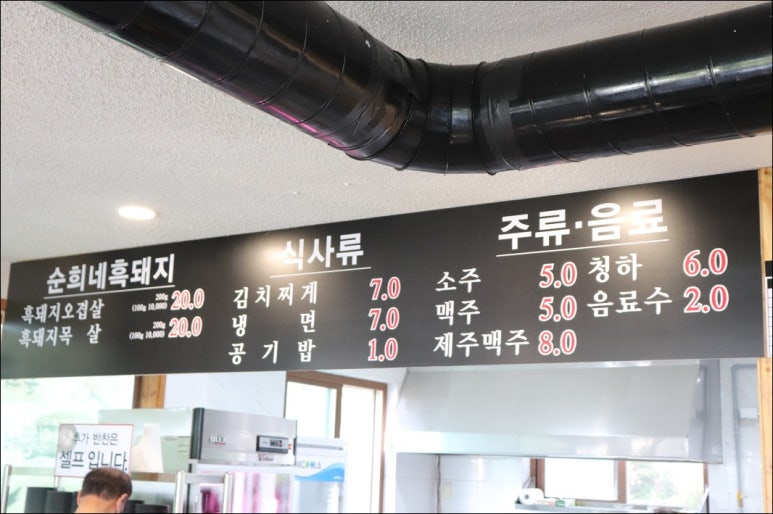 순희네흑돼지
흑돼지오겹살 200g (100g 10,000) 20.0
흑돼지목 살 200g (100g 10,000) 20.0
식사류
김치찌게 7.0
냉 면 7.0
공기밥 1.0
주류·음료
소주 5.0 청하 6.0
맥주 5.0 음료수 2.0
제주맥주 8.0
추가 반찬은
셀프입니다.